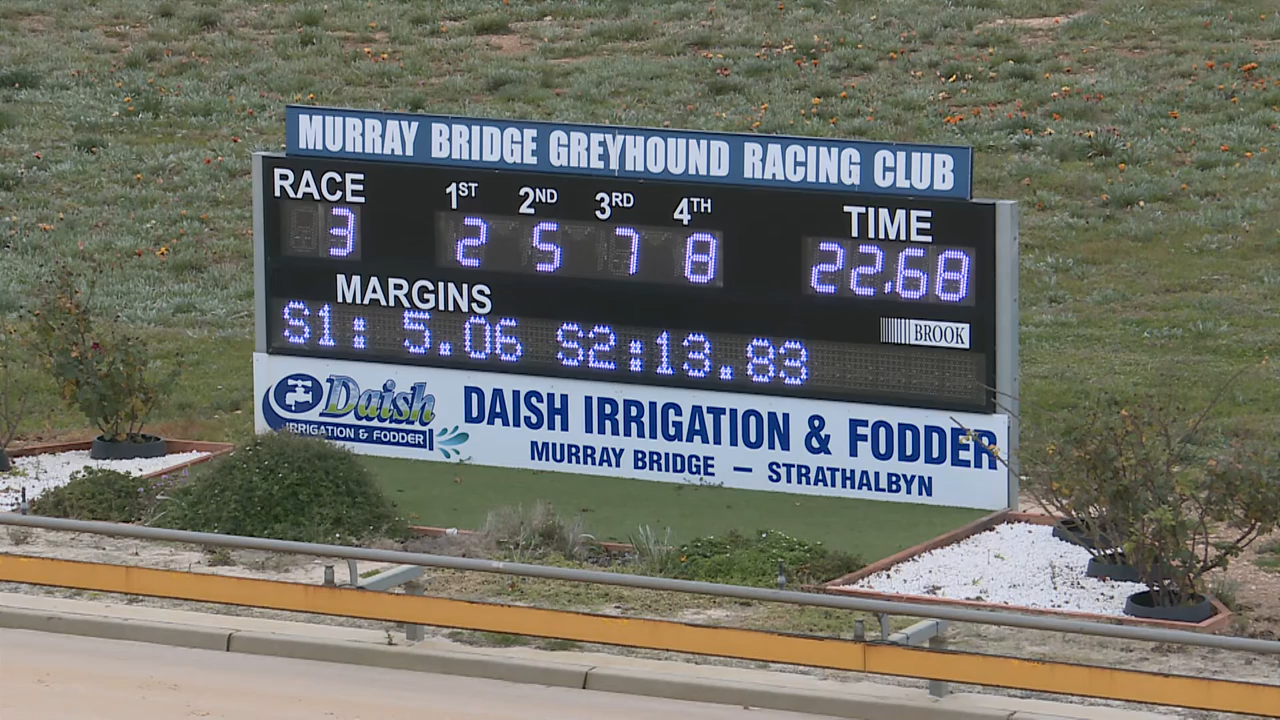 MURRAY BRIDGE GREYHOUND RACING CLUB
RACE 1ST 2ND 3RD 4TH TIME
3 2 5 7 8 22.68
MARGINS
BROOK
S1: 5.06 S2:13.83
Daish
IRRIGATION & FODDER
DAISH IRRIGATION & FODDER
MURRAY BRIDGE — STRATHALBYN